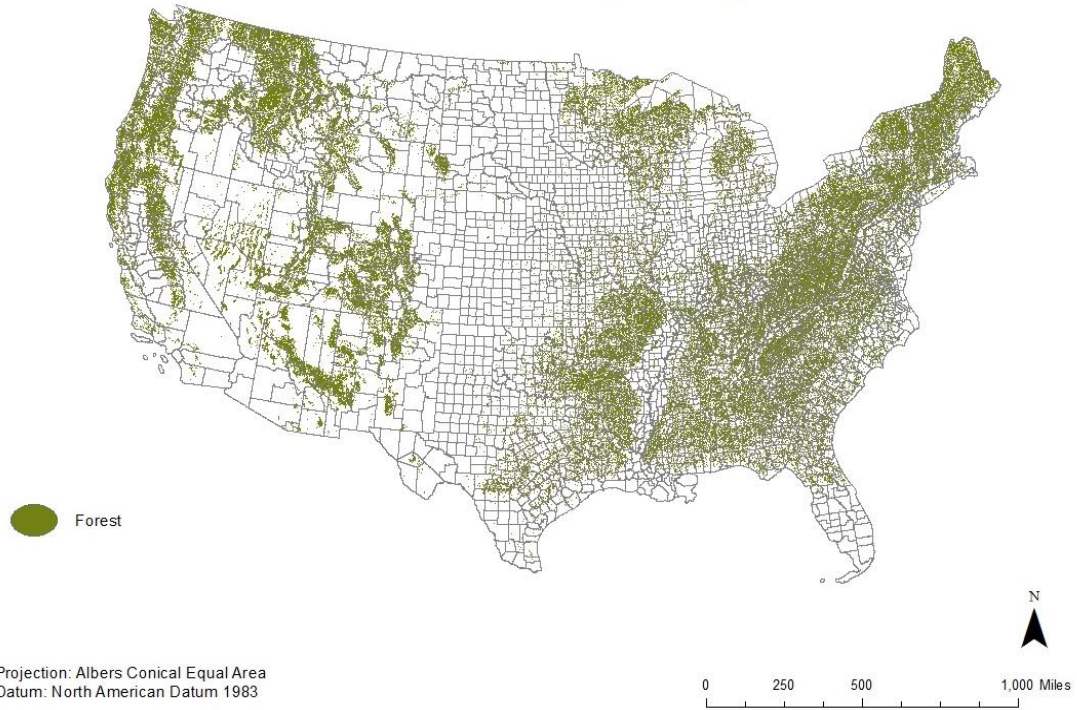 Forest
N
Projection: Albers Conical Equal Area
Datum: North American Datum 1983
0 250 500 1,000 Miles